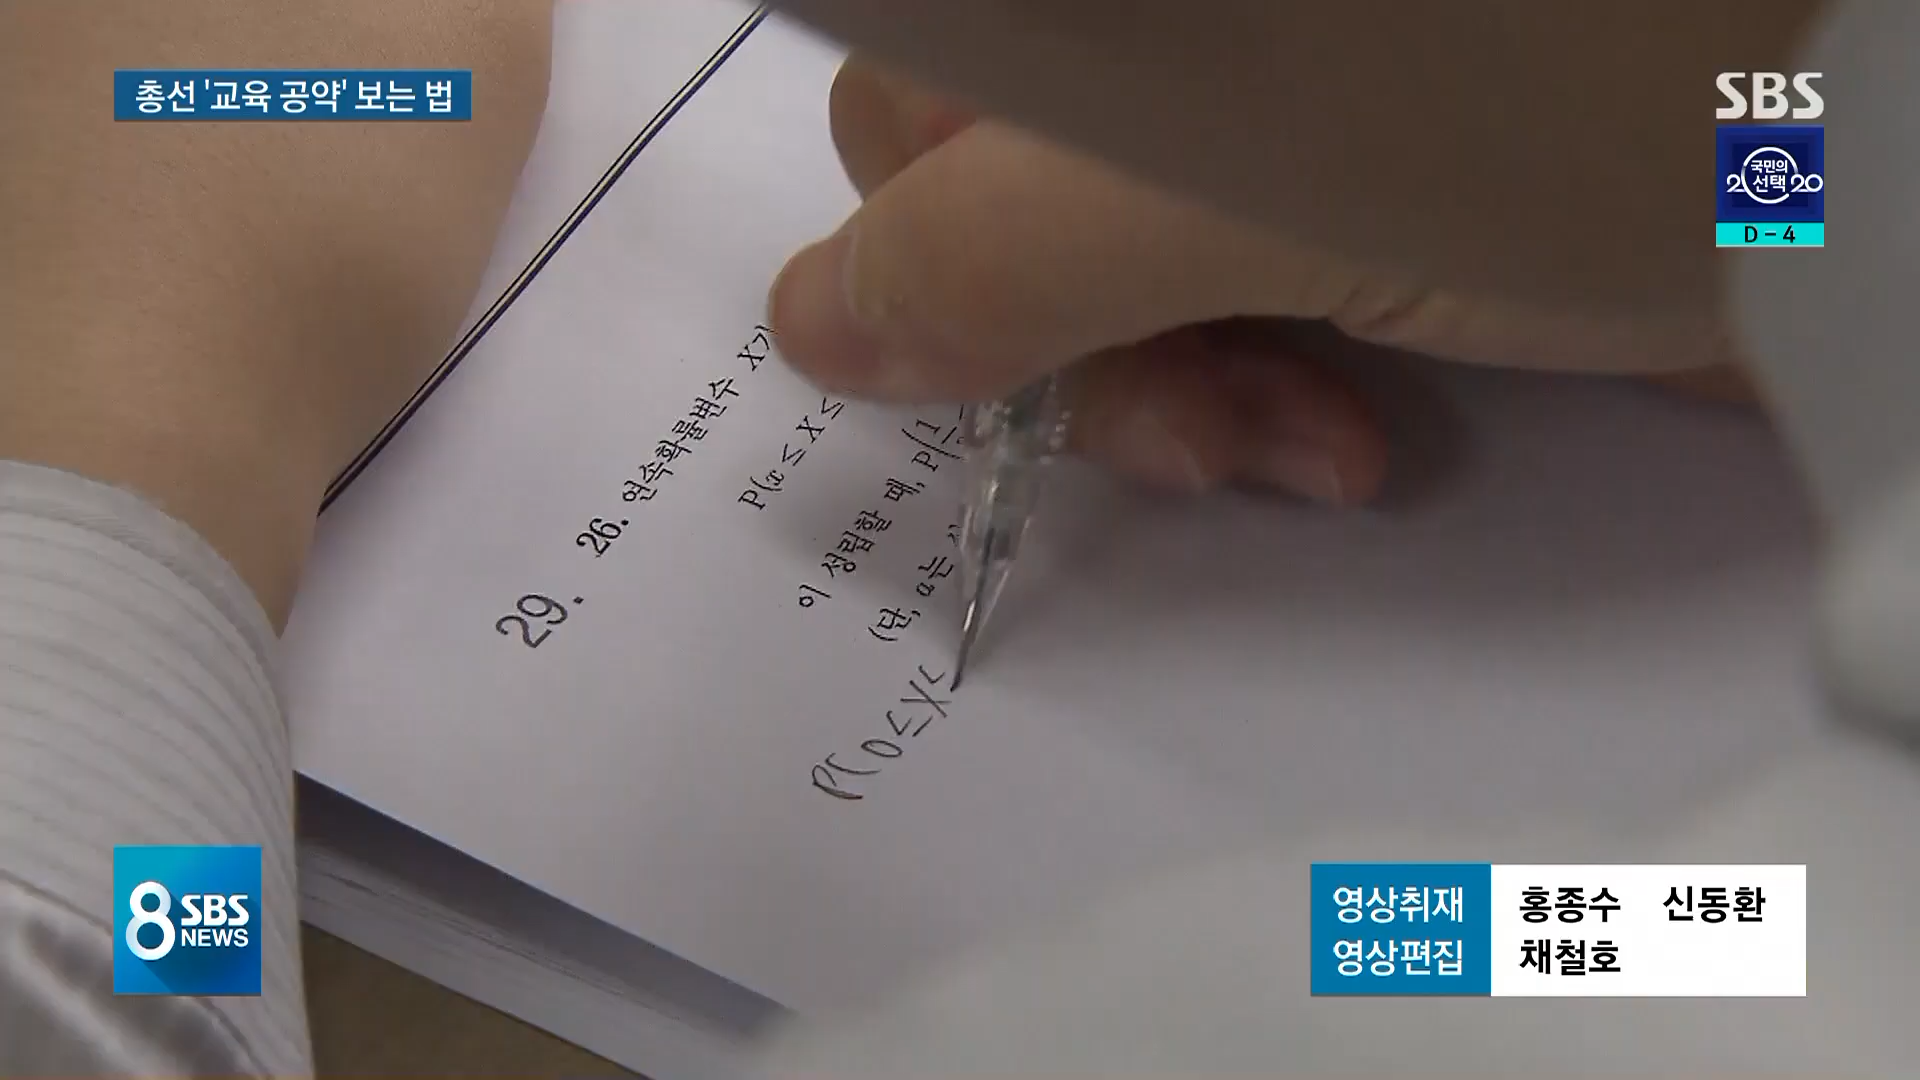 총선 '교육 공약' 보는 법
SBS
국민의
2020
선택
D-4
29. 26. 연속확률변수 X가
P(x ≤ X ≤
이 성립할 때, P(1
(단, a는
P(0≤X≤
8 SBS
NEWS
영상취재 홍종수 신동환
영상편집 채철호